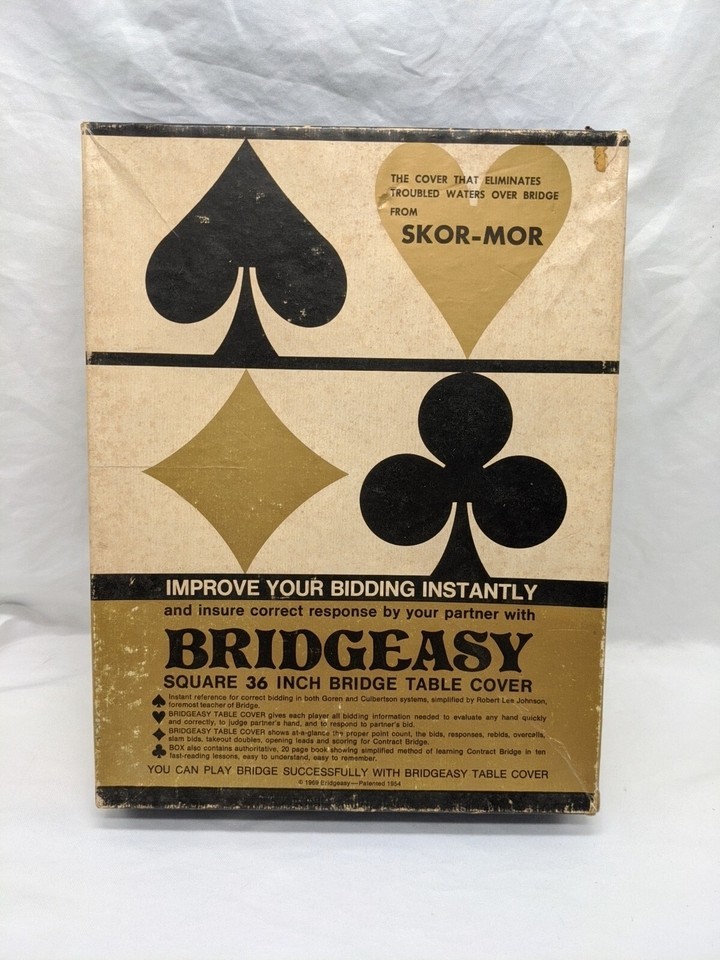 THE COVER THAT ELIMINATES
TROUBLED WATERS OVER BRIDGE
FROM
SKOR-MOR
IMPROVE YOUR BIDDING INSTANTLY
and insure correct response by your partner with
BRIDGEASY
SQUARE 36 INCH BRIDGE TABLE COVER
Instant reference for correct bidding in both Goren and Culbertson systems, simplified by Robert Lee Johnson,
foremost teacher of Bridge.
BRIDGEASY TABLE COVER gives each player all bidding information needed to evaluate any hand quickly
and correctly, to judge partner's hand, and to respond to partner's bid.
BRIDGEASY TABLE COVER shows at-a-glance the proper point count, the bids, responses, rebids, overcalls,
slam bids, takeout doubles, opening leads and scoring for Contract Bridge.
BOX also contains authoritative, 20 page book showing simplified method of learning Contract Bridge in ten
fast-reading lessons, easy to understand, easy to remember.
YOU CAN PLAY BRIDGE SUCCESSFULLY WITH BRIDGEASY TABLE COVER
© 1969 Bridgeasy—Patented 1954